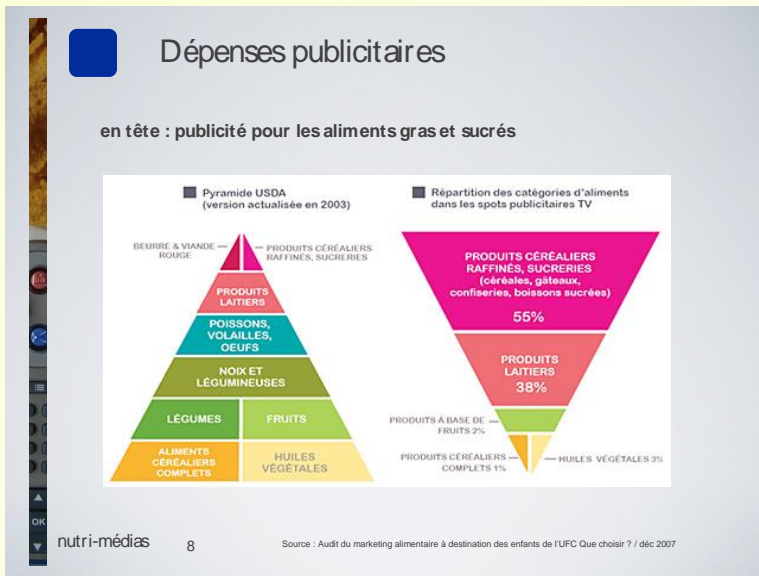 Dépenses publicitaires
en tête : publicité pour les aliments gras et sucrés
Pyramide USDA
(version actualisée en 2003)
BEURRE & VIANDE
ROUGE
PRODUITS CÉRÉALIERS
RAFFINÉS, SUCRERIES
PRODUITS
LAITIERS
POISSONS,
VOLAILLES,
OEUFS
NOIX ET
LÉGUMINEUSES
LÉGUMES
FRUITS
ALIMENTS
CÉRÉALIERS
COMPLETS
HUILES
VÉGÉTALES
Répartition des catégories d'aliments
dans les spots publicitaires TV
PRODUITS CÉRÉALIERS
RAFFINÉS, SUCRERIES
(céréales, gâteaux,
confiseries, boissons sucrées)
55%
PRODUITS
LAITIERS
38%
PRODUITS À BASE DE
FRUITS 2%
PRODUITS CÉRÉALIERS
COMPLETS 1%
HUILES VÉGÉTALES 3%
OK
nutri-médias
8
Source : Audit du marketing alimentaire à destination des enfants de l'UFC Que choisir ? / déc 2007